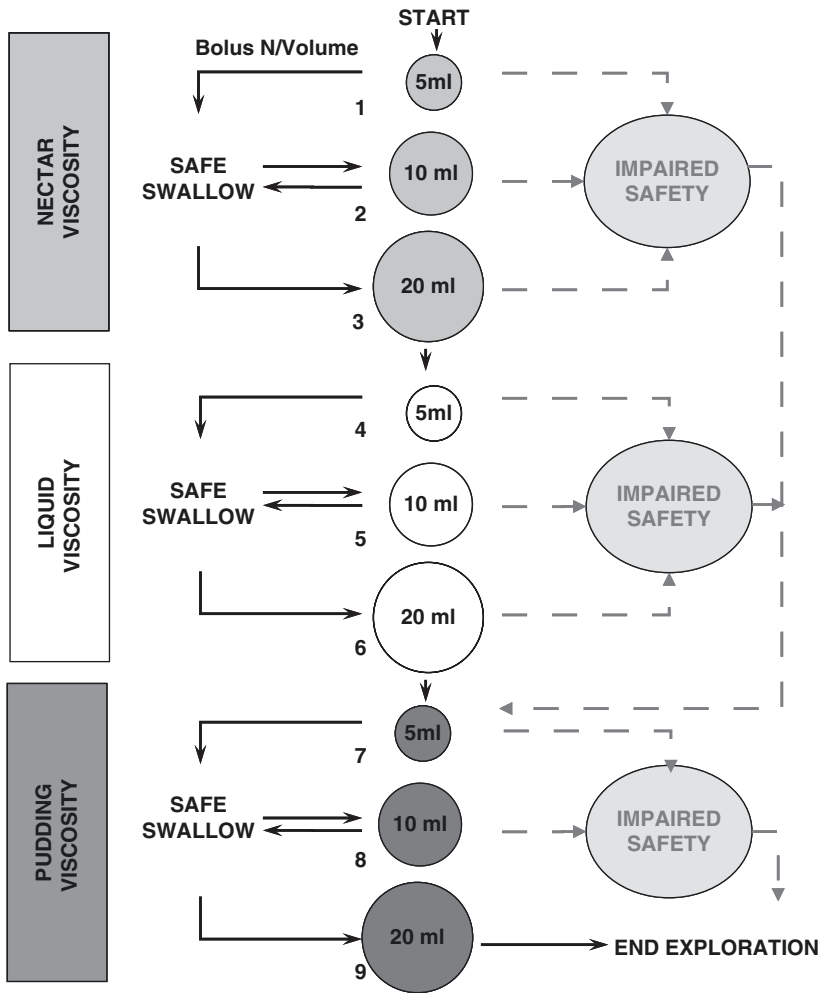 START
Bolus N/Volume
5ml
1
NECTAR
VISCOSITY
SAFE
SWALLOW
10 ml
2
IMPAIRED
SAFETY
20 ml
3
5ml
4
LIQUID
VISCOSITY
SAFE
SWALLOW
10 ml
5
IMPAIRED
SAFETY
20 ml
6
5ml
7
PUDDING
VISCOSITY
SAFE
SWALLOW
10 ml
8
IMPAIRED
SAFETY
20 ml
9
END EXPLORATION